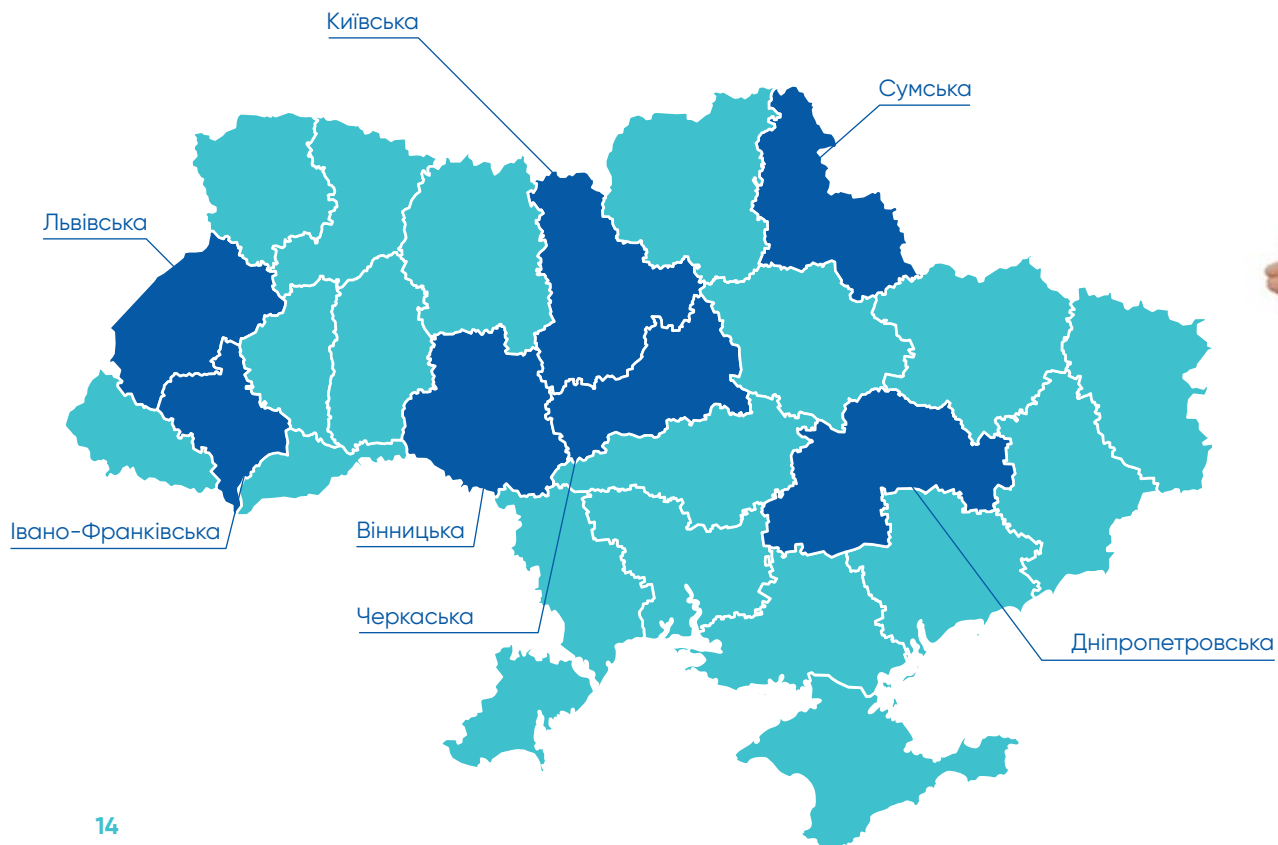 Київська
Сумська
Львівська
Івано-Франківська
Вінницька
Черкаська
Дніпропетровська
14